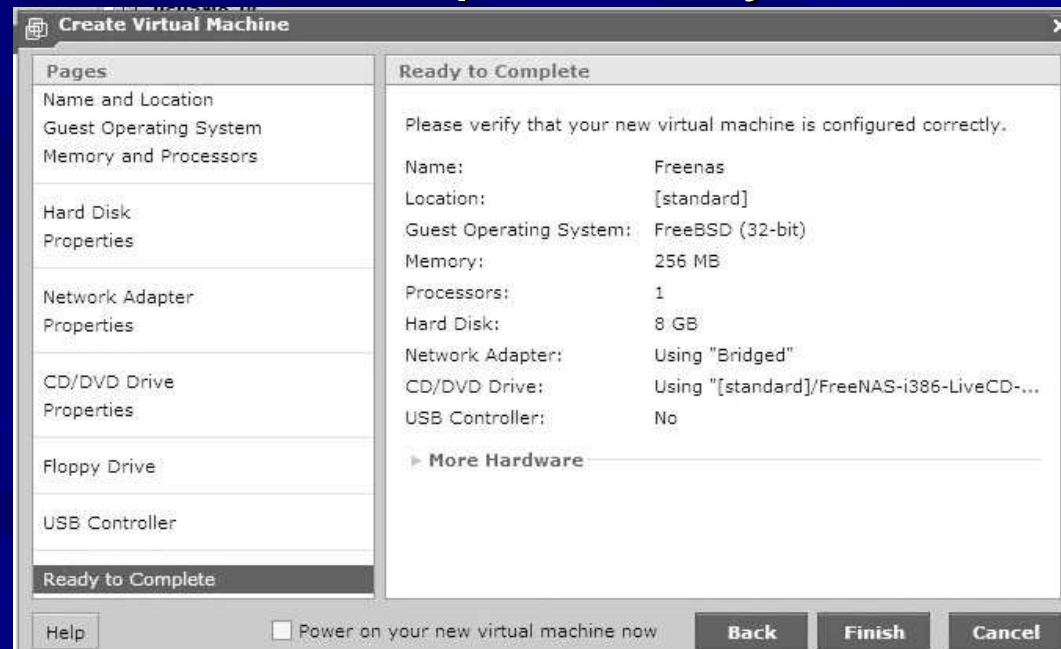 Create Virtual Machine
Pages
Name and Location
Guest Operating System
Memory and Processors
Hard Disk
Properties
Network Adapter
Properties
CD/DVD Drive
Properties
Floppy Drive
USB Controller
Ready to Complete
Ready to Complete
Please verify that your new virtual machine is configured correctly.
Name: Freenas
Location: [standard]
Guest Operating System: FreeBSD (32-bit)
Memory: 256 MB
Processors: 1
Hard Disk: 8 GB
Network Adapter: Using "Bridged"
CD/DVD Drive: Using "[standard]/FreeNAS-i386-LiveCD-...
USB Controller: No
More Hardware
Help
Power on your new virtual machine now
Back
Finish
Cancel